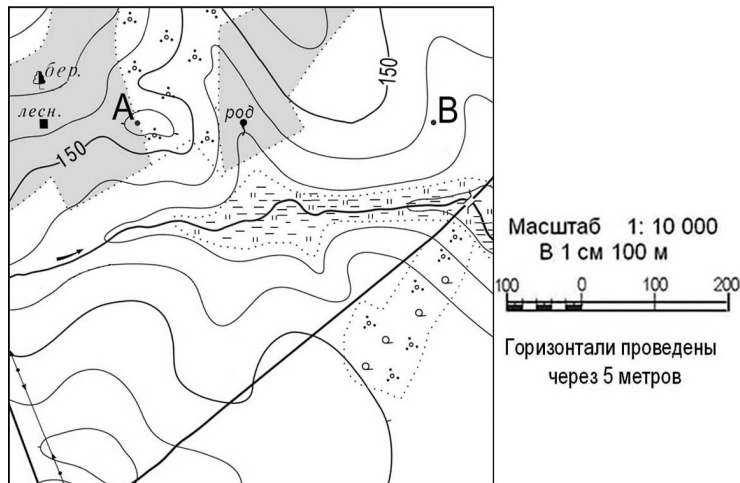 бер.
лесн.
А
род
150
В
150
Масштаб 1: 10 000
В 1 см 100 м
100 0 100 200
Горизонтали проведены
через 5 метров